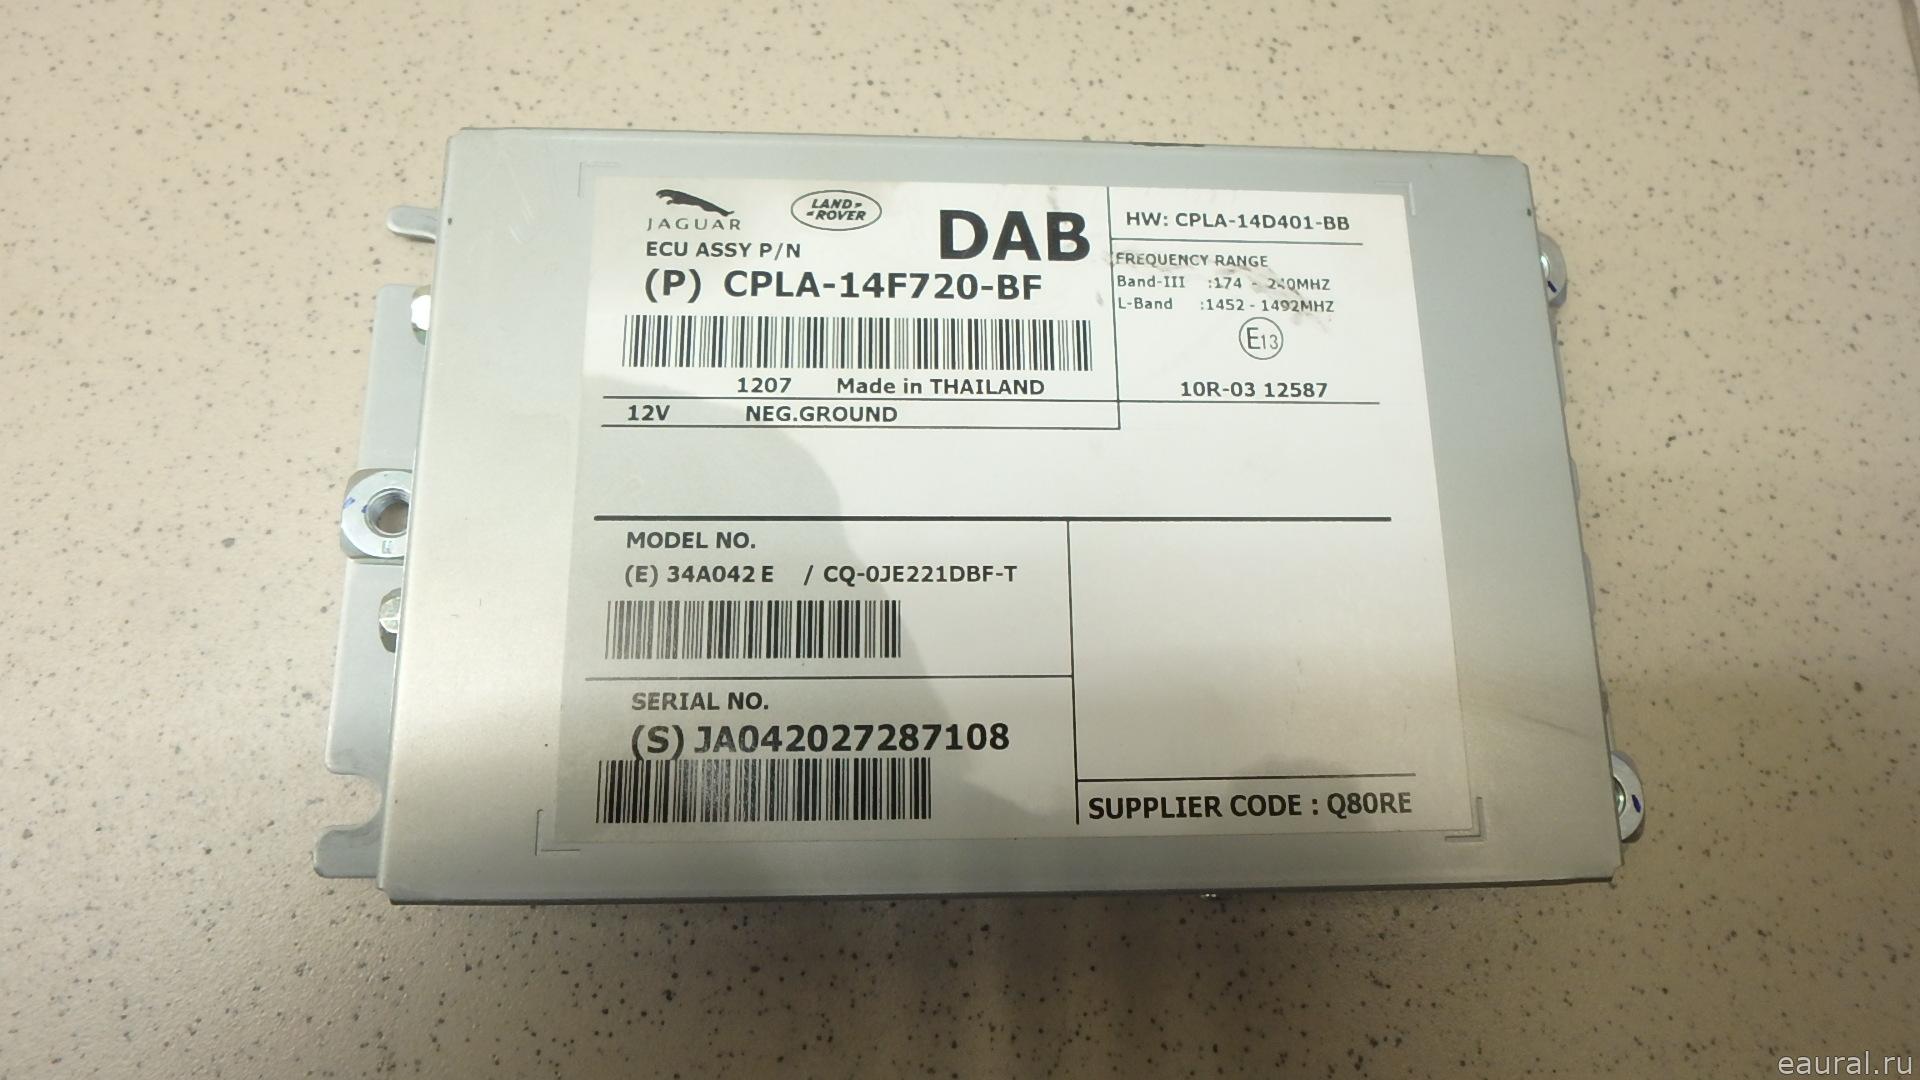 JAGUAR
LAND-
-ROVER
DAB
ECU ASSY P/N
(P) CPLA-14F720-BF
1207 Made in THAILAND
12V NEG.GROUND
HW: CPLA-14D401-BB
FREQUENCY RANGE
Band-III :174 - 240MHZ
L-Band :1452 - 1492MHZ
E13
10R-03 12587
MODEL NO.
(E) 34A042 E / CQ-0JE221DBF-T
SERIAL NO.
(S) JA042027287108
SUPPLIER CODE : Q80RE
eaural.ru